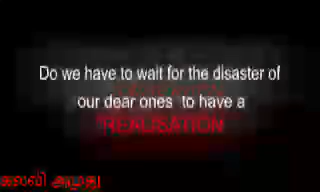 Do we have to wait for the disaster of
our dear ones to have a
REALISATION
கல்வி அமுது